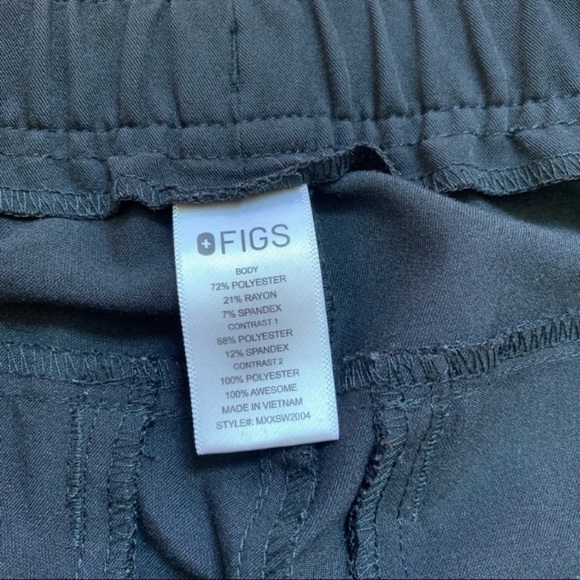 FIGS
BODY
72% POLYESTER
21% RAYON
7% SPANDEX
CONTRAST 1
88% POLYESTER
12% SPANDEX
CONTRAST 2
100% POLYESTER
100% AWESOME
MADE IN VIETNAM
STYLE#: MXXSW2004